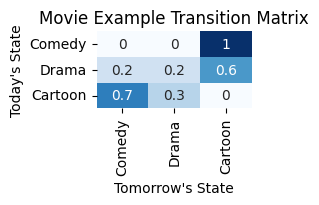 Movie Example Transition Matrix
Today's State
Comedy 0 0 1
Drama 0.2 0.2 0.6
Cartoon 0.7 0.3 0
Comedy Drama Cartoon
Tomorrow's State